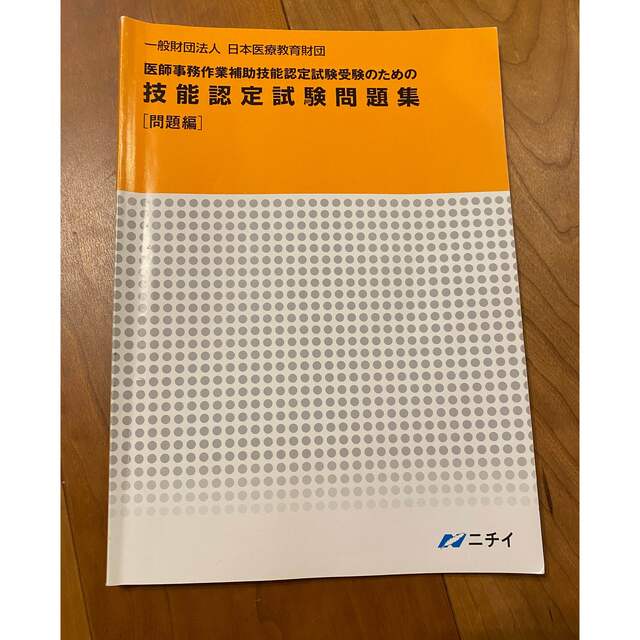 一般財団法人 日本医療教育財団
医師事務作業補助技能認定試験受験のための
技能認定試験問題集
[問題編]
ニチイ